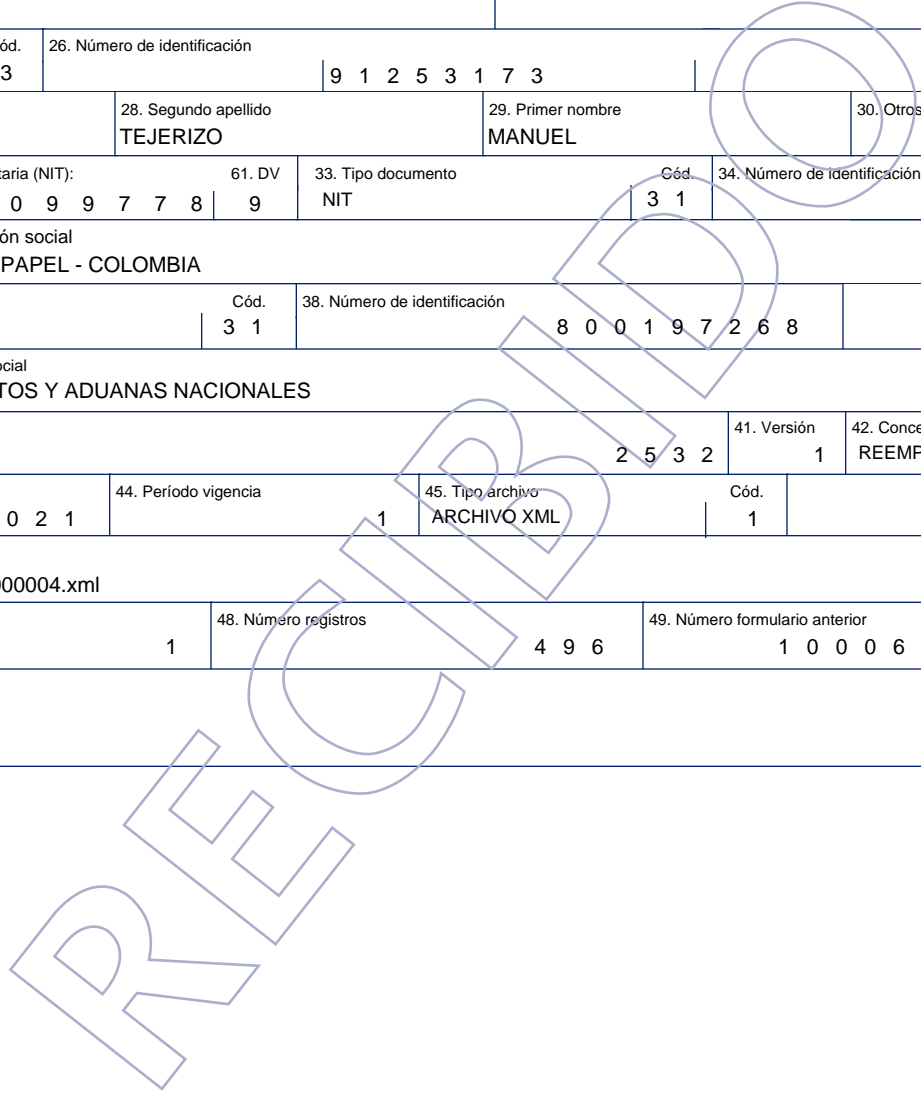 ód. 26. Número de identificación
3 9 1 2 5 3 1 7 3
28. Segundo apellido 29. Primer nombre 30. Otros
TEJERIZO MANUEL
taria (NIT): 61. DV 33. Tipo documento Cód. 34. Número de identificación
0 9 9 7 7 8 9 NIT 3 1
ón social
PAPEL - COLOMBIA
Cód. 38. Número de identificación
3 1 8 0 0 1 9 7 2 6 8
ocial
TOS Y ADUANAS NACIONALES
41. Versión 42. Conce
2 5 3 2 1 REEMP
44. Período vigencia 45. Tipo archivo Cód.
0 2 1 1 ARCHIVO XML 1
000004.xml
48. Número registros 49. Número formulario anterior
1 4 9 6 1 0 0 0 6
RECIBIDO